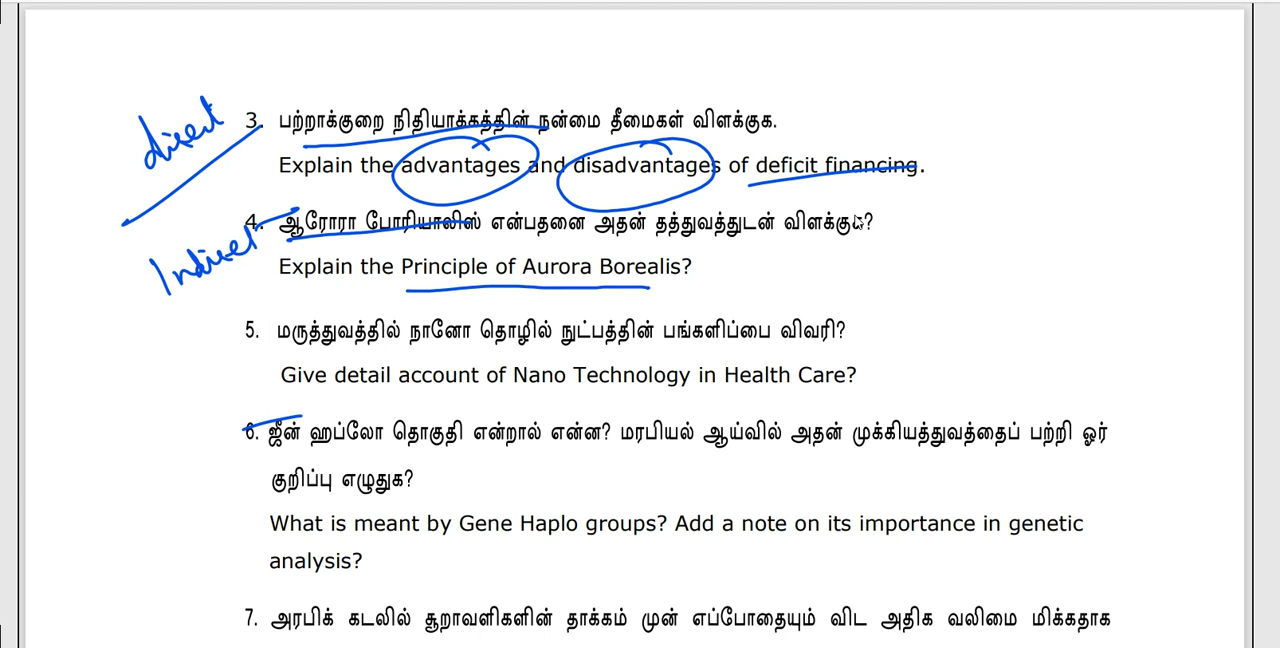 direct
3. பற்றாக்குறை நிதியாக்கத்தின் நன்மை தீமைகள் விளக்குக.
Explain the advantages and disadvantages of deficit financing.
Indirect
4. ஆரோரா போரியாலிஸ் என்பதனை அதன் தத்துவத்துடன் விளக்குக?
Explain the Principle of Aurora Borealis?
5. மருத்துவத்தில் நானோ தொழில் நுட்பத்தின் பங்களிப்பை விவரி?
Give detail account of Nano Technology in Health Care?
6. ஜீன் ஹப்லோ தொகுதி என்றால் என்ன? மரபியல் ஆய்வில் அதன் முக்கியத்துவத்தைப் பற்றி ஓர்
குறிப்பு எழுதுக?
What is meant by Gene Haplo groups? Add a note on its importance in genetic
analysis?
7. அரபிக் கடலில் சூறாவளிகளின் தாக்கம் முன் எப்போதையும் விட அதிக வலிமை மிக்கதாக